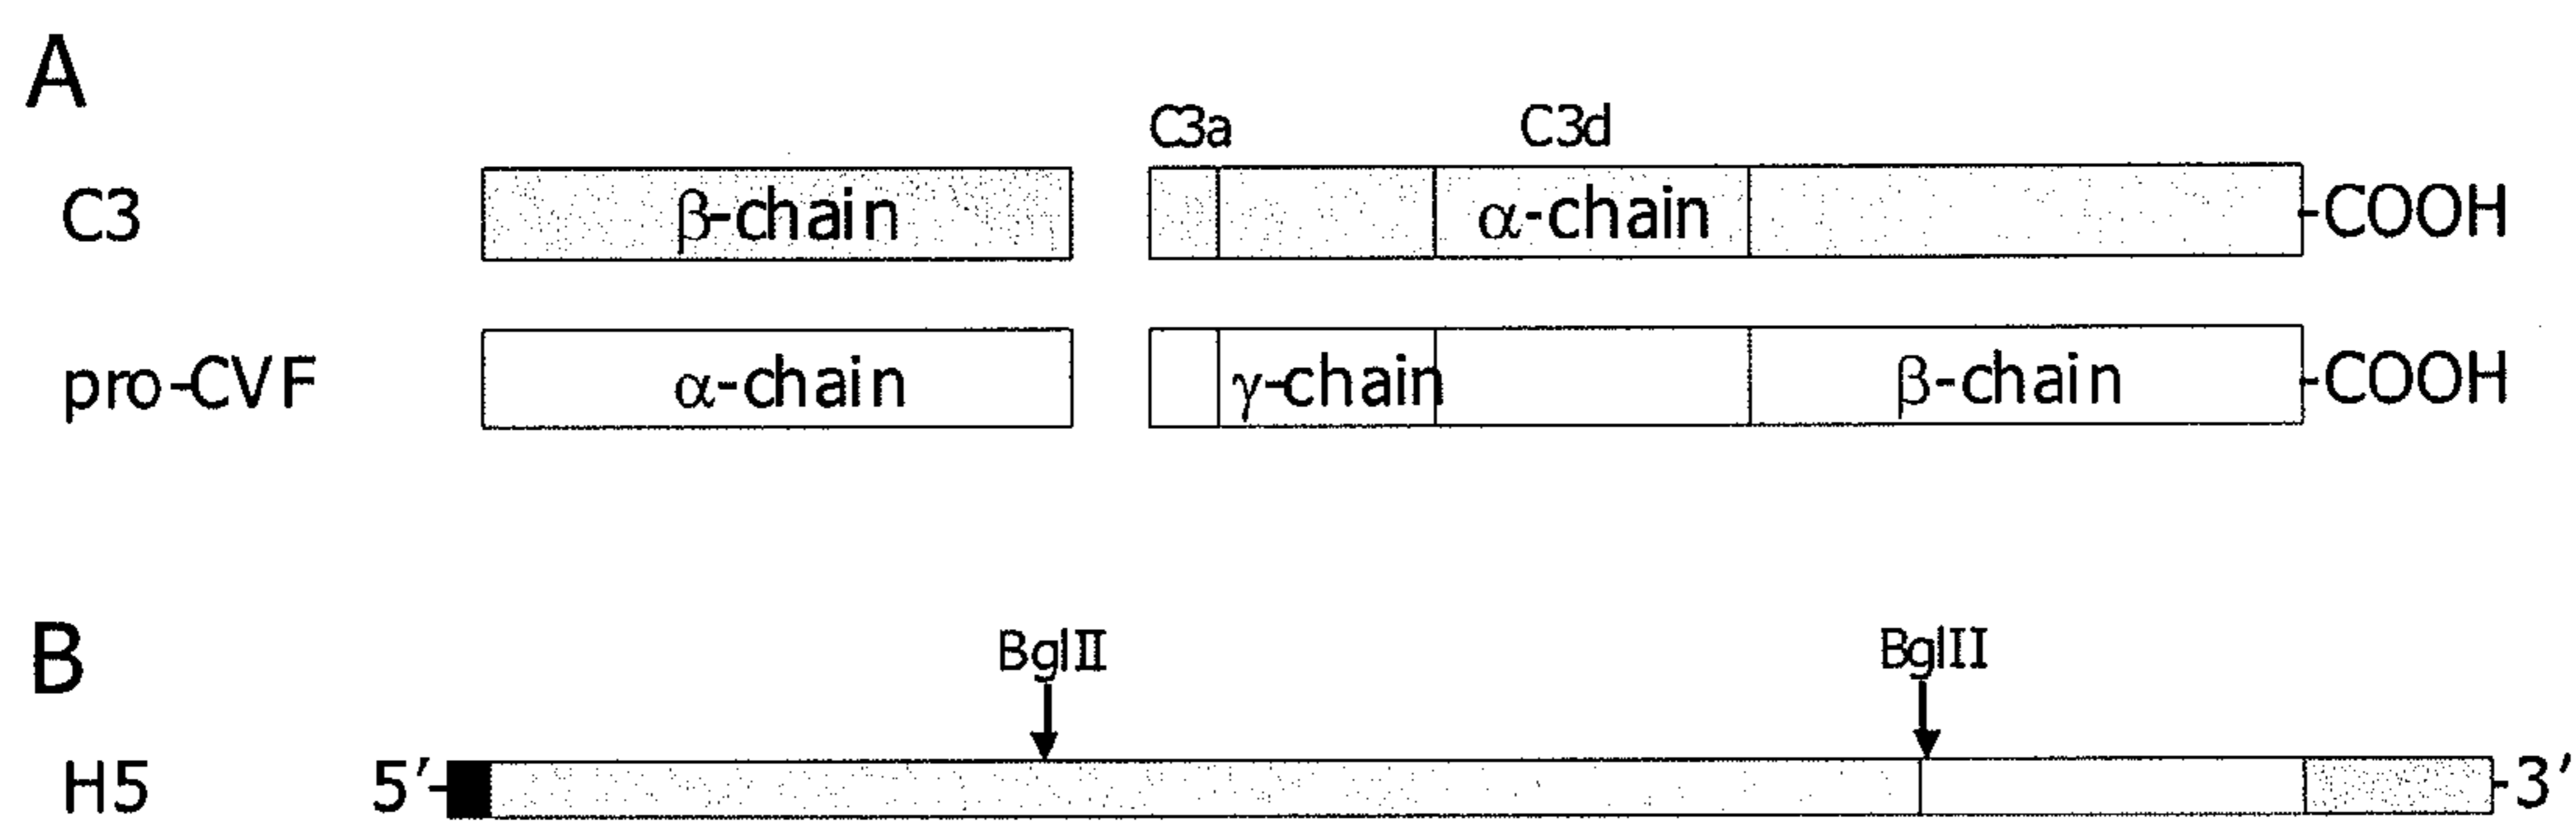 A
C3a C3d
C3 β-chain α-chain -COOH
pro-CVF α-chain γ-chain β-chain -COOH
B
BglII BglII
H5 5′- -3′